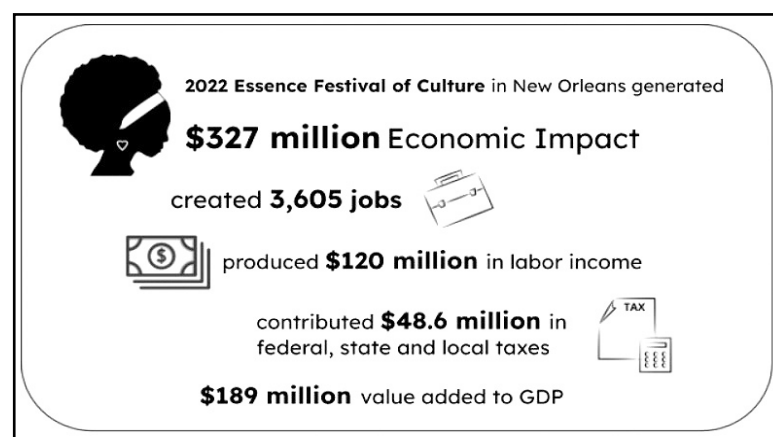 2022 Essence Festival of Culture in New Orleans generated
$327 million Economic Impact
created 3,605 jobs
$
produced $120 million in labor income
contributed $48.6 million in
federal, state and local taxes
TAX
$189 million value added to GDP